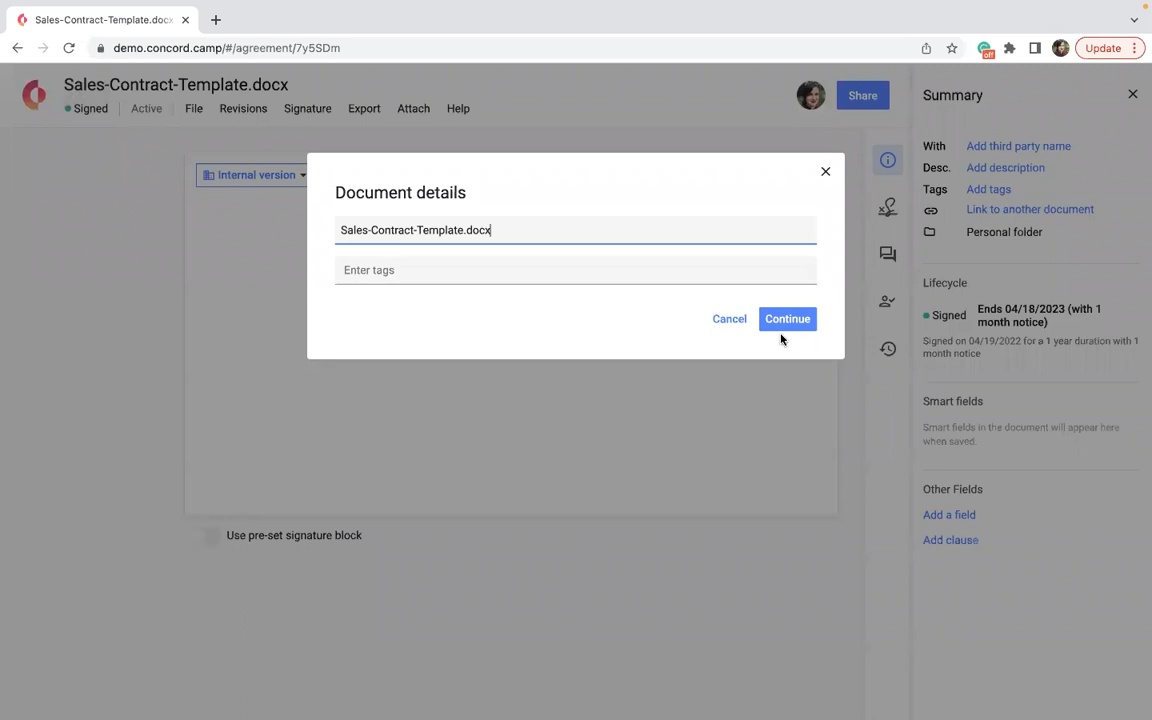 Sales-Contract-Template.docx
demo.concord.camp/#/agreement/7y5SDm
off
Update
Sales-Contract-Template.docx
Signed
Active
File
Revisions
Signature
Export
Attach
Help
Share
Internal version
Document details
Sales-Contract-Template.docx
Enter tags
Cancel
Continue
Use pre-set signature block
Summary
With Add third party name
Desc. Add description
Tags Add tags
Link to another document
Personal folder
Lifecycle
Signed
Ends 04/18/2023 (with 1
month notice)
Signed on 04/19/2022 for a 1 year duration with 1
month notice
Smart fields
Smart fields in the document will appear here
when saved.
Other Fields
Add a field
Add clause